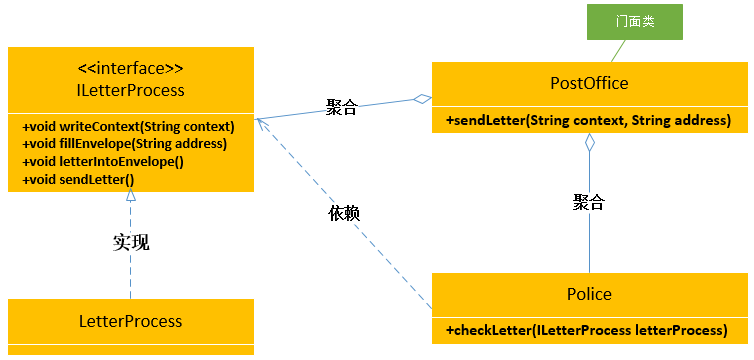 门面类
<<interface>>
ILetterProcess
+void writeContext(String context)
+void fillEnvelope(String address)
+void letterIntoEnvelope()
+void sendLetter()
聚合
PostOffice
+sendLetter(String context, String address)
实现
依赖
聚合
LetterProcess
Police
+checkLetter(ILetterProcess letterProcess)